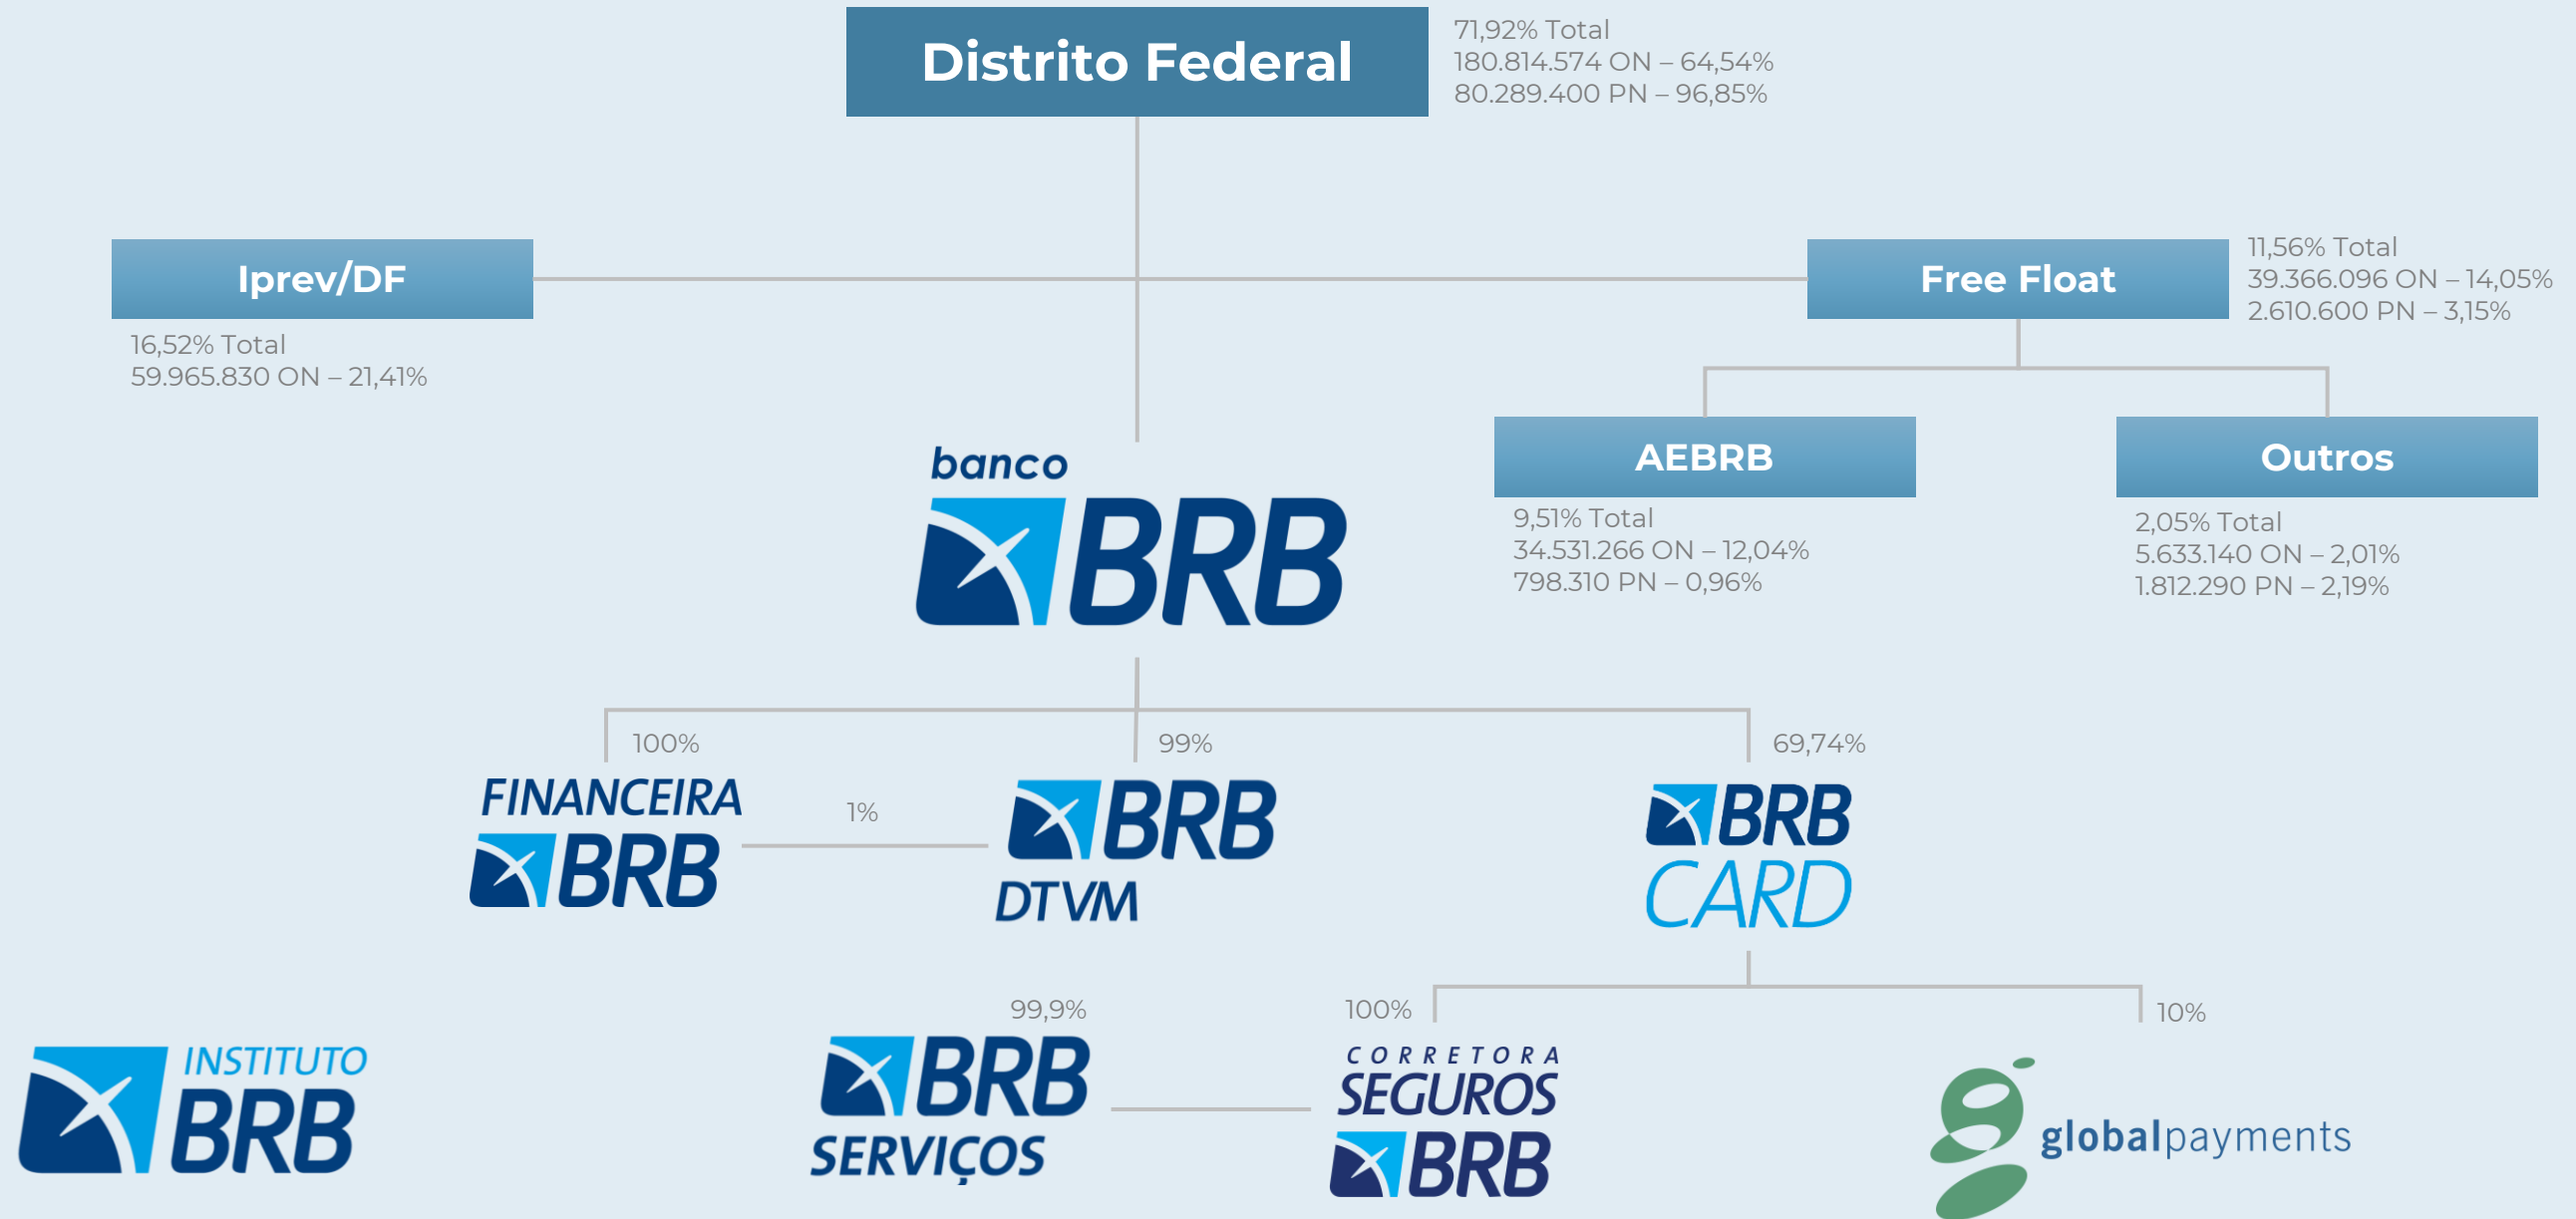 Distrito Federal
71,92% Total
180.814.574 ON – 64,54%
80.289.400 PN – 96,85%
Iprev/DF
16,52% Total
59.965.830 ON – 21,41%
Free Float
11,56% Total
39.366.096 ON – 14,05%
2.610.600 PN – 3,15%
AEBRB
9,51% Total
34.531.266 ON – 12,04%
798.310 PN – 0,96%
Outros
2,05% Total
5.633.140 ON – 2,01%
1.812.290 PN – 2,19%
banco
BRB
100%
99%
69,74%
FINANCEIRA
BRB
1%
BRB
DTVM
BRB
CARD
99,9%
100%
10%
INSTITUTO
BRB
BRB
SERVIÇOS
CORRETORA
SEGUROS
BRB
globalpayments